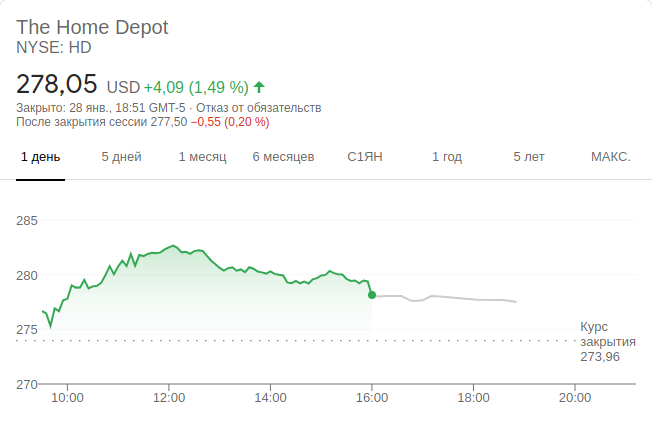 The Home Depot
NYSE: HD
278,05 USD +4,09 (1,49 %)
Закрыто: 28 янв., 18:51 GMT-5 · Отказ от обязательств
После закрытия сессии 277,50 −0,55 (0,20 %)
1 день 5 дней 1 месяц 6 месяцев С1ЯН 1 год 5 лет МАКС.
285
280
275
Курс
закрытия
273,96
270
10:00 12:00 14:00 16:00 18:00 20:00